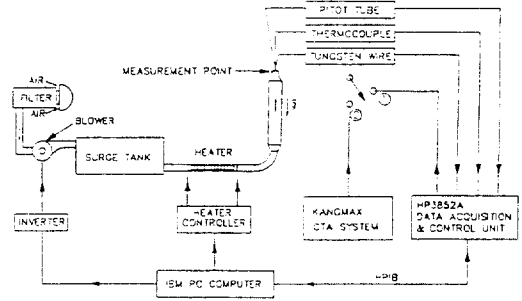 PITOT TUBE
THERMOCOUPLE
TUNGSTEN WIRE
MEASUREMENT POINT
AIR
FILTER
AIR
BLOWER
SURGE TANK
HEATER
HEATER
CONTROLLER
INVERTER
KANGMAX
CTA SYSTEM
HP3852A
DATA ACQUISITION
& CONTROL UNIT
IBM PC COMPUTER
HPIB